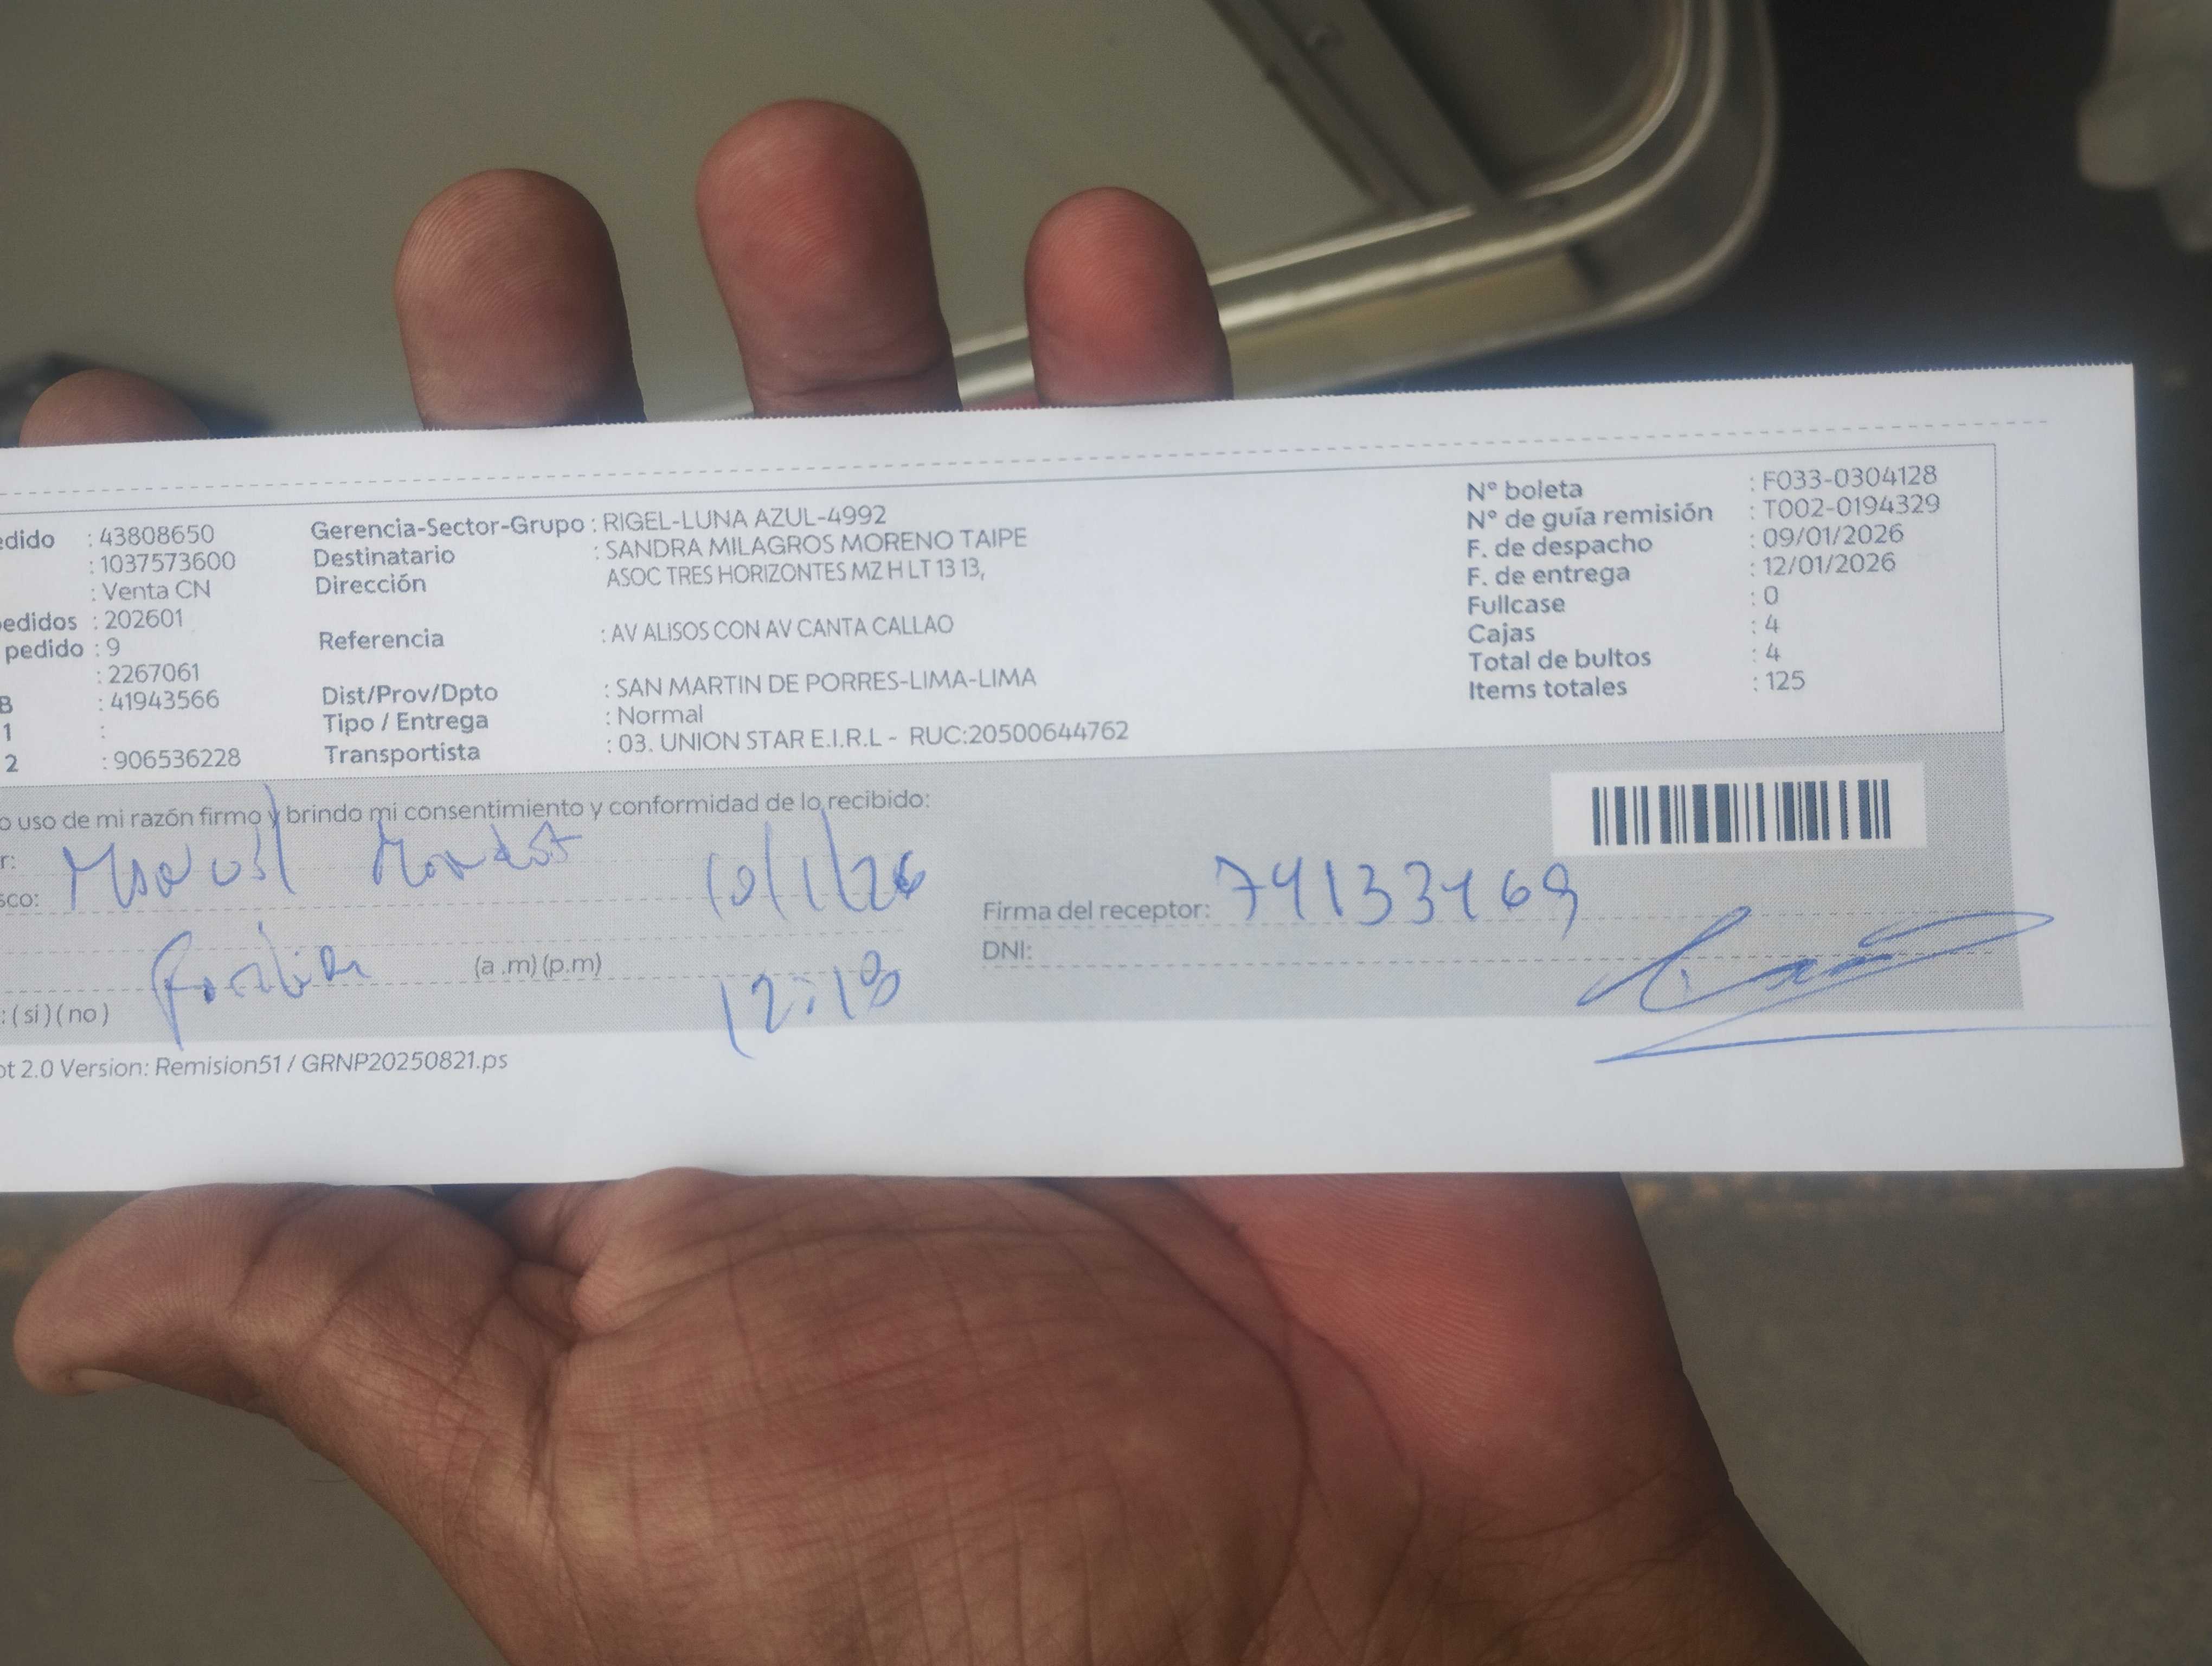 edido : 43808650
: 1037573600
: Venta CN
pedidos : 202601
pedido : 9
: 2267061
B : 41943566
1 :
2 : 906536228
Gerencia-Sector-Grupo : RIGEL-LUNA AZUL-4992
Destinatario : SANDRA MILAGROS MORENO TAIPE
Dirección ASOC TRES HORIZONTES MZ H LT 13 13,
Referencia : AV ALISOS CON AV CANTA CALLAO
Dist/Prov/Dpto : SAN MARTIN DE PORRES-LIMA-LIMA
Tipo / Entrega : Normal
Transportista : 03. UNION STAR E.I.R.L - RUC:20500644762
N° boleta : F033-0304128
N° de guía remisión : T002-0194329
F. de despacho : 09/01/2026
F. de entrega : 12/01/2026
Fullcase : 0
Cajas : 4
Total de bultos : 4
Items totales : 125
o uso de mi razón firmo y brindo mi consentimiento y conformidad de lo recibido:
r:
sco: 10/1/26
(a .m) (p.m) 12:18
: ( si ) ( no )
Firma del receptor: 74133469
DNI:
ot 2.0 Version: Remision51 / GRNP20250821.ps